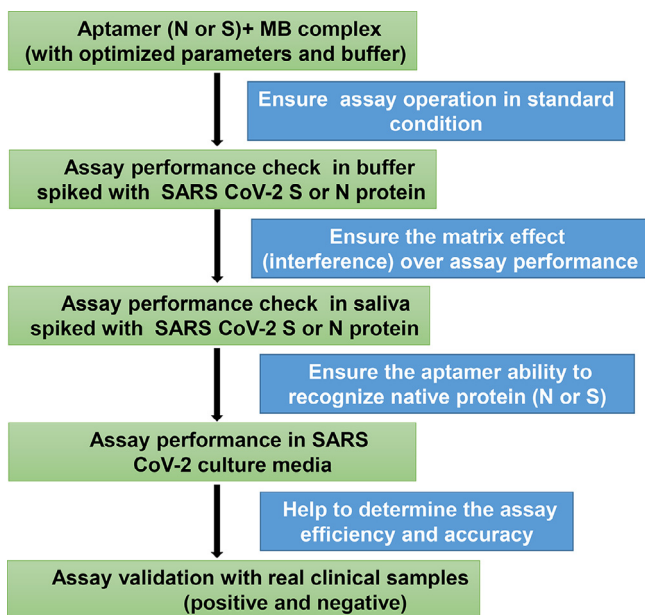 Aptamer (N or S)+ MB complex
(with optimized parameters and buffer)
Ensure assay operation in standard
condition
Assay performance check in buffer
spiked with SARS CoV-2 S or N protein
Ensure the matrix effect
(interference) over assay performance
Assay performance check in saliva
spiked with SARS CoV-2 S or N protein
Ensure the aptamer ability to
recognize native protein (N or S)
Assay performance in SARS
CoV-2 culture media
Help to determine the assay
efficiency and accuracy
Assay validation with real clinical samples
(positive and negative)